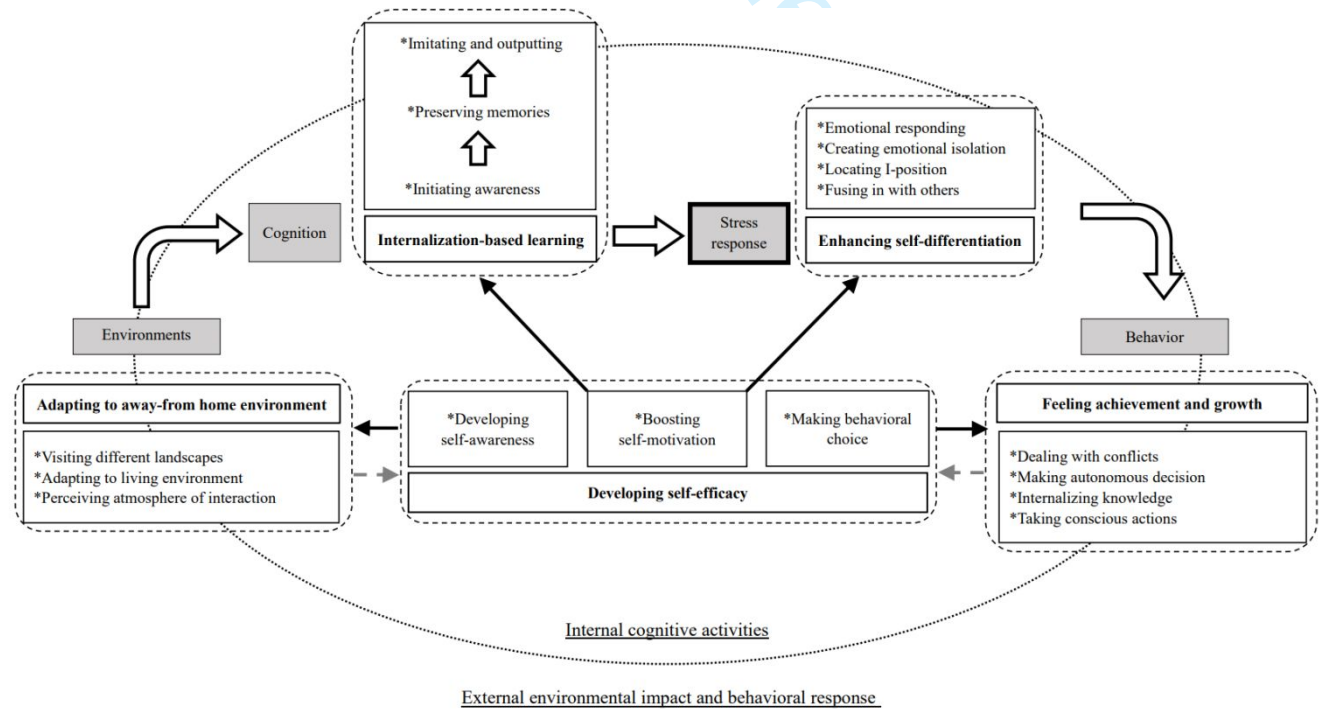 *Imitating and outputting
*Preserving memories
*Initiating awareness
Internalization-based learning
Cognition
Stress
response
*Emotional responding
*Creating emotional isolation
*Locating I-position
*Fusing in with others
Enhancing self-differentiation
Environments
Behavior
Adapting to away-from home environment
*Visiting different landscapes
*Adapting to living environment
*Perceiving atmosphere of interaction
*Developing
self-awareness
*Boosting
self-motivation
*Making behavioral
choice
Developing self-efficacy
Feeling achievement and growth
*Dealing with conflicts
*Making autonomous decision
*Internalizing knowledge
*Taking conscious actions
Internal cognitive activities
External environmental impact and behavioral response